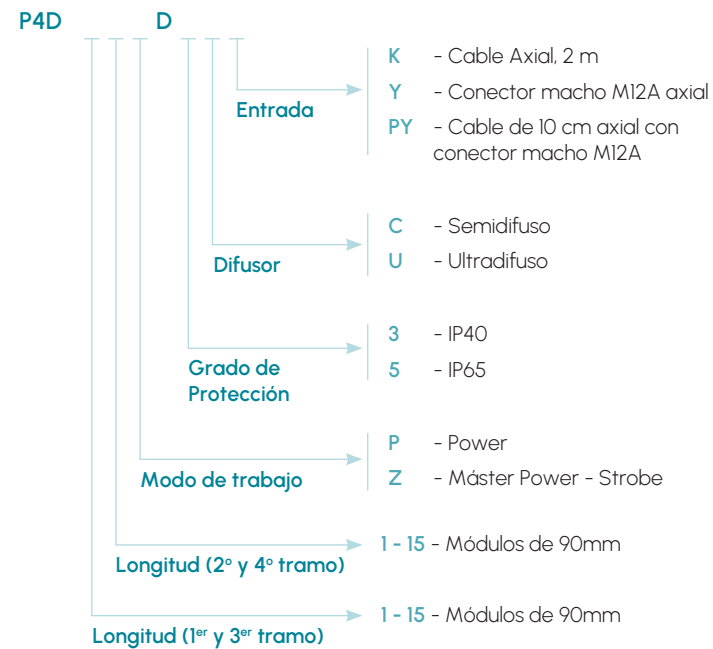 P4D D
K - Cable Axial, 2 m
Y - Conector macho M12A axial
PY - Cable de 10 cm axial con
conector macho M12A
Entrada
C - Semidifuso
U - Ultradifuso
Difusor
3 - IP40
5 - IP65
Grado de
Protección
P - Power
Z - Máster Power - Strobe
Modo de trabajo
1 - 15 - Módulos de 90mm
Longitud (2º y 4º tramo)
1 - 15 - Módulos de 90mm
Longitud (1er y 3er tramo)